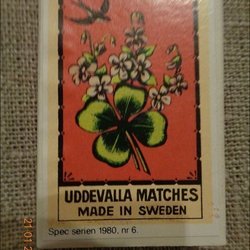 UDDEVALLA MATCHES
MADE IN SWEDEN
Spec serien 1980, nr 6.